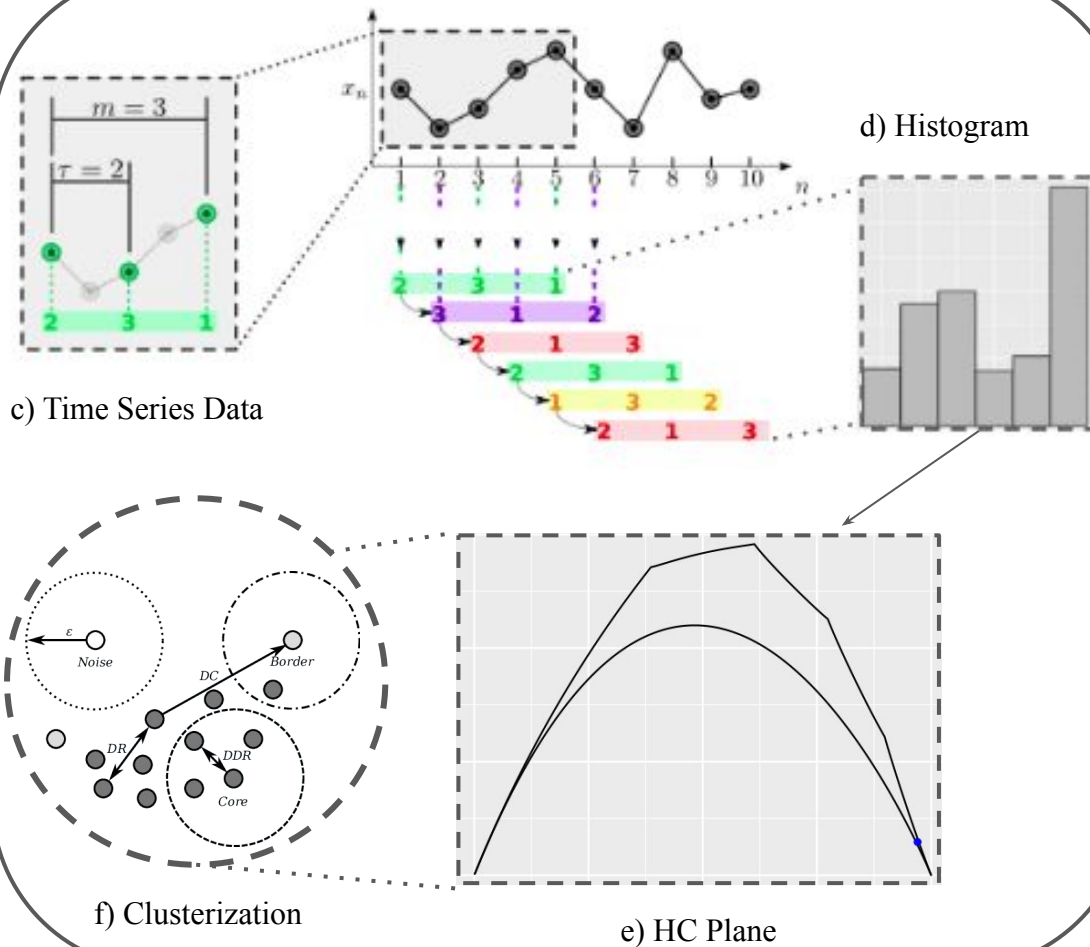 m = 3
τ = 2
2 3 1
c) Time Series Data
xₙ
1 2 3 4 5 6 7 8 9 10
n
2 3 1
3 1 2
2 1 3
2 3 1
1 3 2
2 1 3
d) Histogram
ε
Noise
Border
DC
DR
DDR
Core
f) Clusterization
e) HC Plane